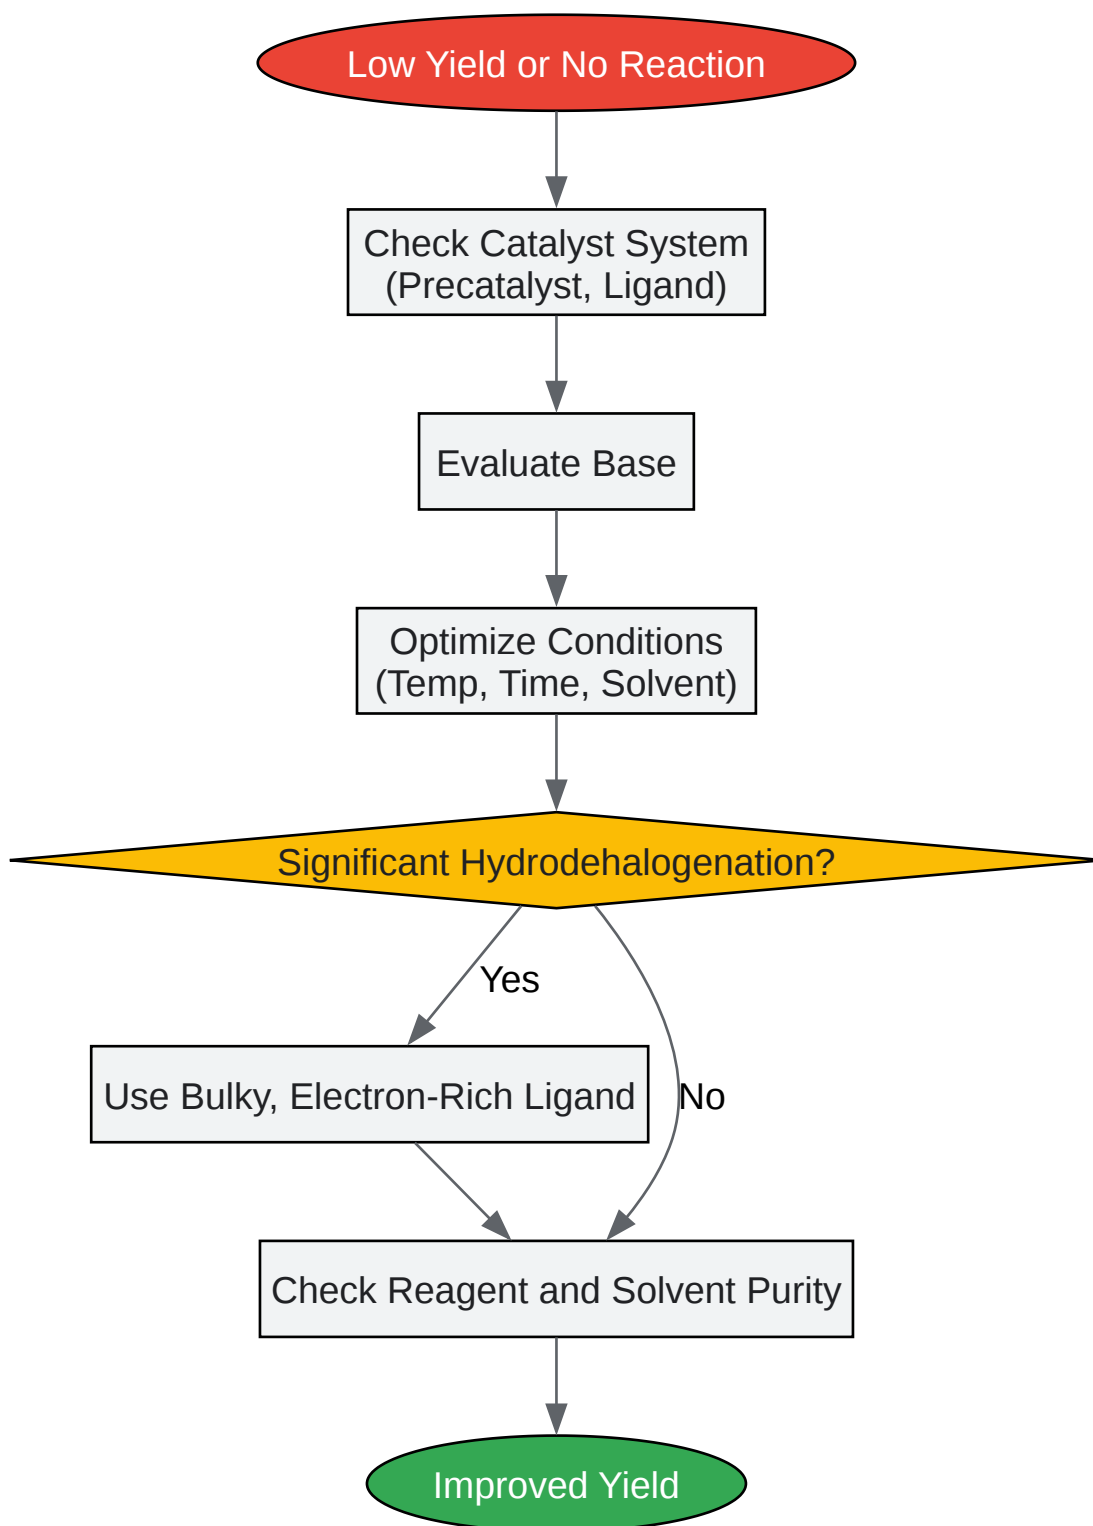 Low Yield or No Reaction
Check Catalyst System
(Precatalyst, Ligand)
Evaluate Base
Optimize Conditions
(Temp, Time, Solvent)
Significant Hydrodehalogenation?
Yes
Use Bulky, Electron-Rich Ligand
No
Check Reagent and Solvent Purity
Improved Yield